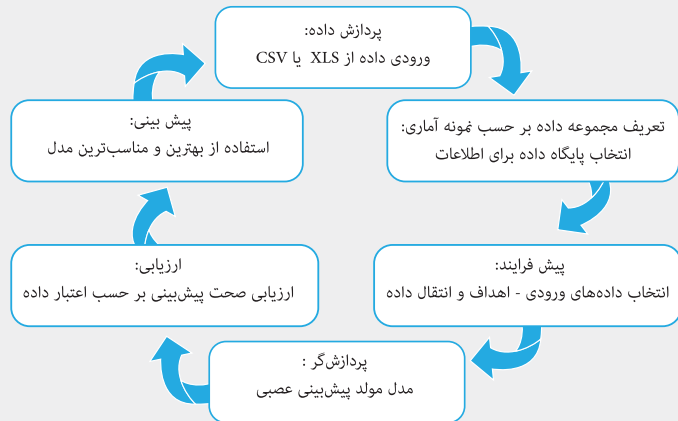 پردازش داده:
ورودی داده از XLS یا CSV
تعریف مجموعه داده بر حسب نمونه آماری:
انتخاب پایگاه داده برای اطلاعات
پیش فرایند:
انتخاب داده‌های ورودی - اهداف و انتقال داده
پردازش‌گر :
مدل مولد پیش‌بینی عصبی
ارزیابی:
ارزیابی صحت پیش‌بینی بر حسب اعتبار داده
پیش بینی:
استفاده از بهترین و مناسب‌ترین مدل